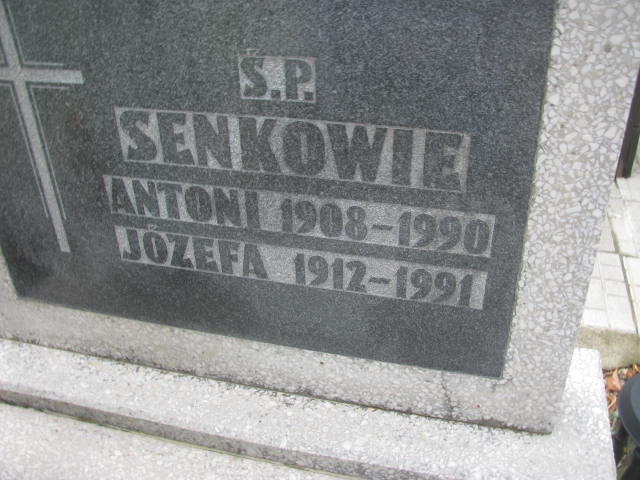 Ś.P.
SENKOWIE
ANTONI 1908-1990
JÓZEFA 1912-1991